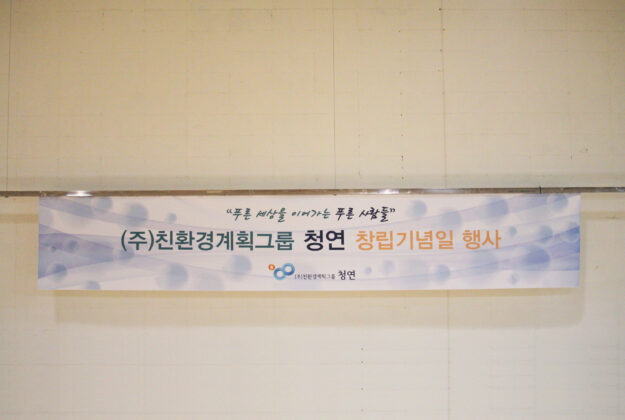 “푸른 세상을 이어가는 푸른 사람들”
(주)친환경계획그룹 청연 창립기념일 행사
(주)친환경계획그룹 청연